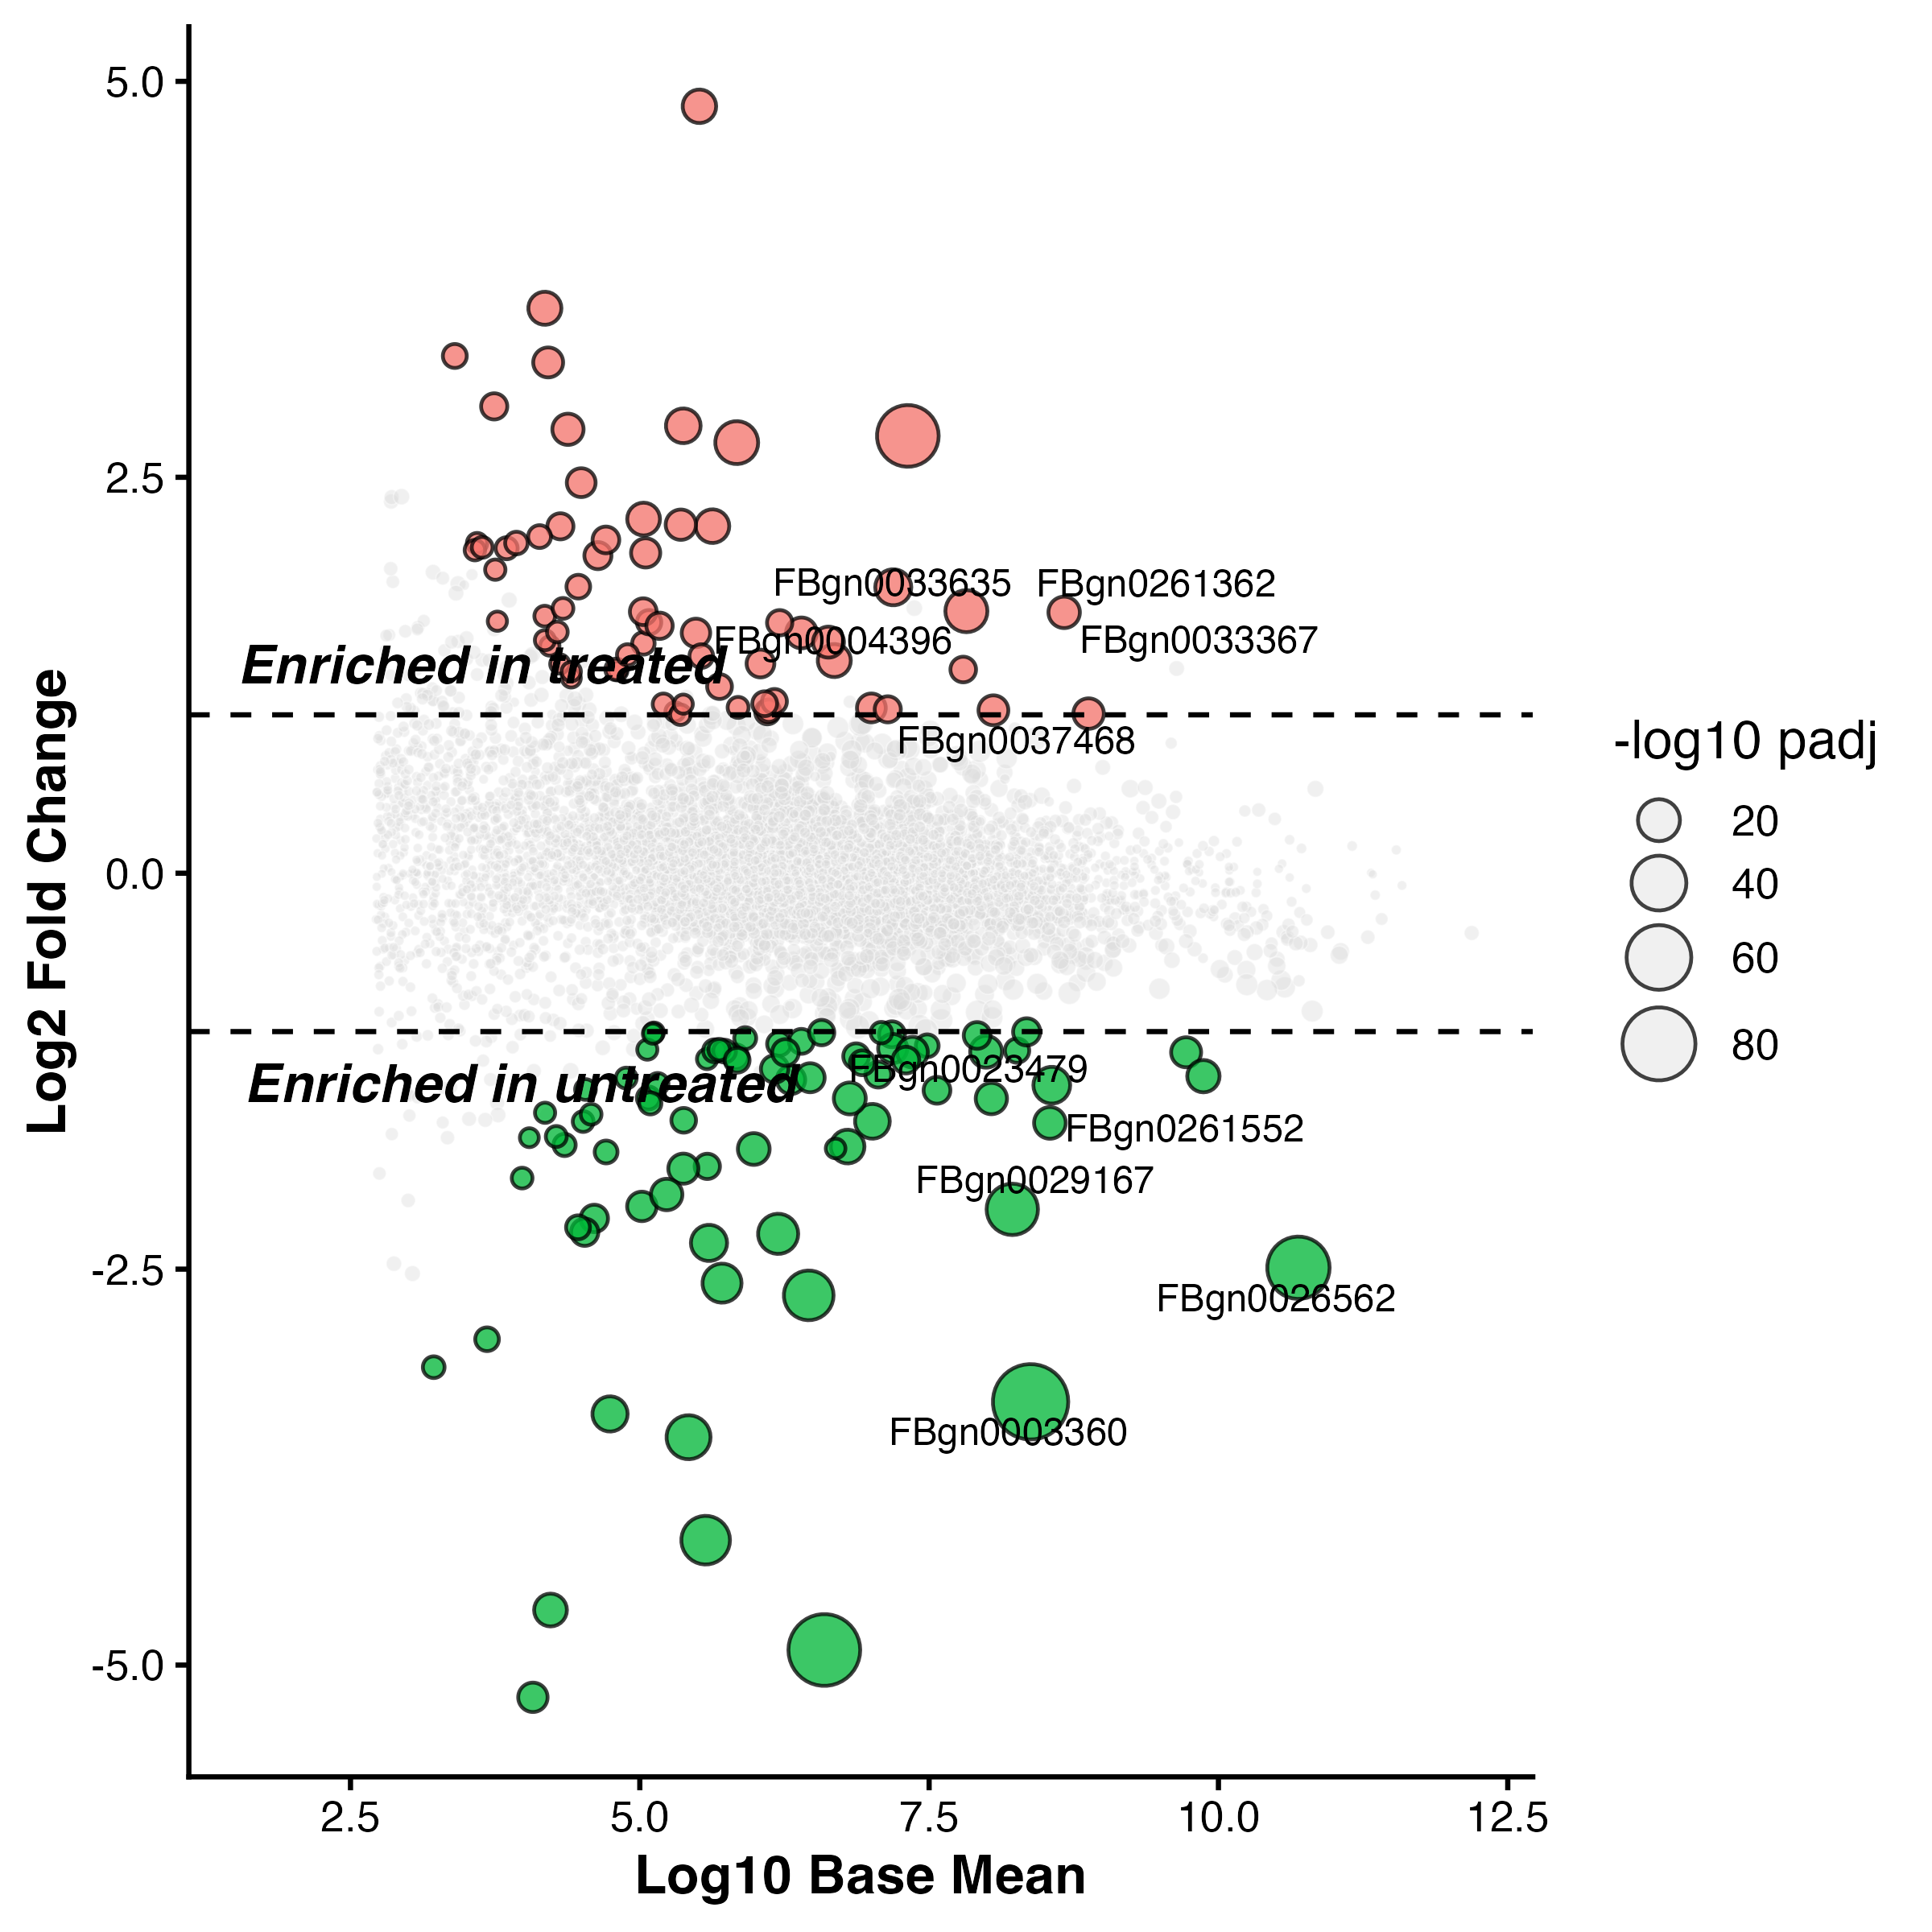 5.0
2.5
0.0
-2.5
-5.0
Log2 Fold Change
FBgn0033635
FBgn0261362
FBgn0004396
FBgn0033367
Enriched in treated
FBgn0037468
FBgn0023479
Enriched in untreated
FBgn0261552
FBgn0029167
FBgn0026562
FBgn0003360
2.5
5.0
7.5
10.0
12.5
Log10 Base Mean
-log10 padj
20
40
60
80